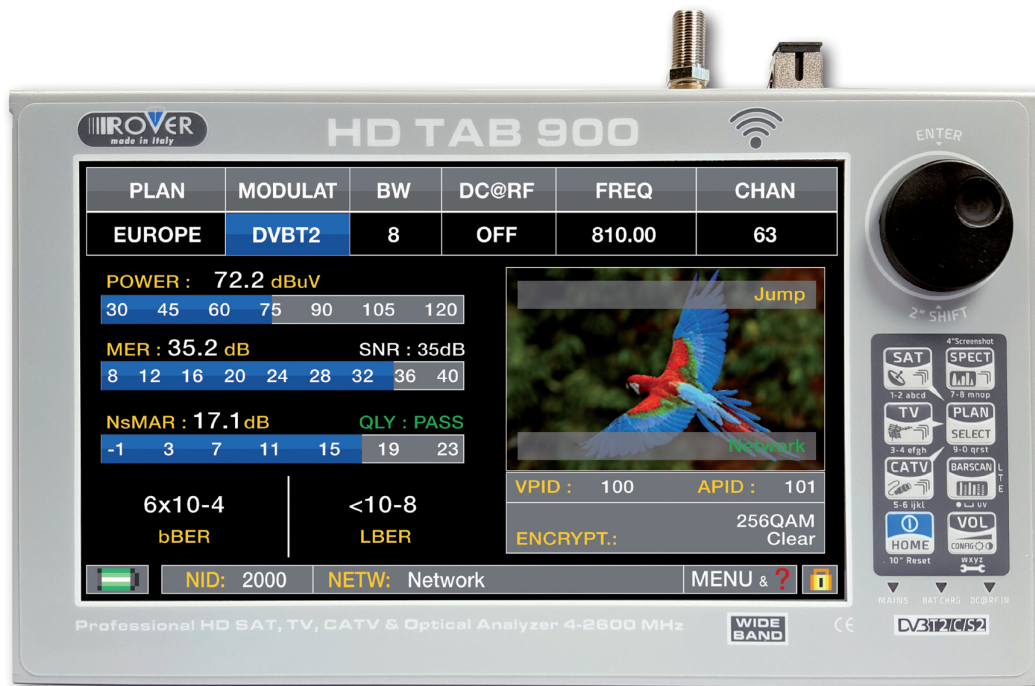 ROVER
made in Italy
HD TAB 900
ENTER
PLAN MODULAT BW DC@RF FREQ CHAN
EUROPE DVBT2 8 OFF 810.00 63
POWER : 72.2 dBuV
30 45 60 75 90 105 120
MER : 35.2 dB SNR : 35dB
8 12 16 20 24 28 32 36 40
NsMAR : 17.1 dB QLY : PASS
-1 3 7 11 15 19 23
6x10-4 <10-8
bBER LBER
Jump
Network
VPID : 100 APID : 101
256QAM
ENCRYPT.: Clear
NID: 2000 NETW: Network MENU & ?
2" SHIFT
4"Screenshot
SAT SPECT
1-2 abcd 7-8 mnop
TV PLAN
SELECT
3-4 efgh 9-0 qrst
CATV BARSCAN
LTE
5-6 ijkl uv
HOME VOL
CONFIG
10" Reset wxyz
MAINS BAT CHRG DC@RF IN
Professional HD SAT, TV, CATV & Optical Analyzer 4-2600 MHz
WIDE
BAND
CE
DVB T2/C/S2